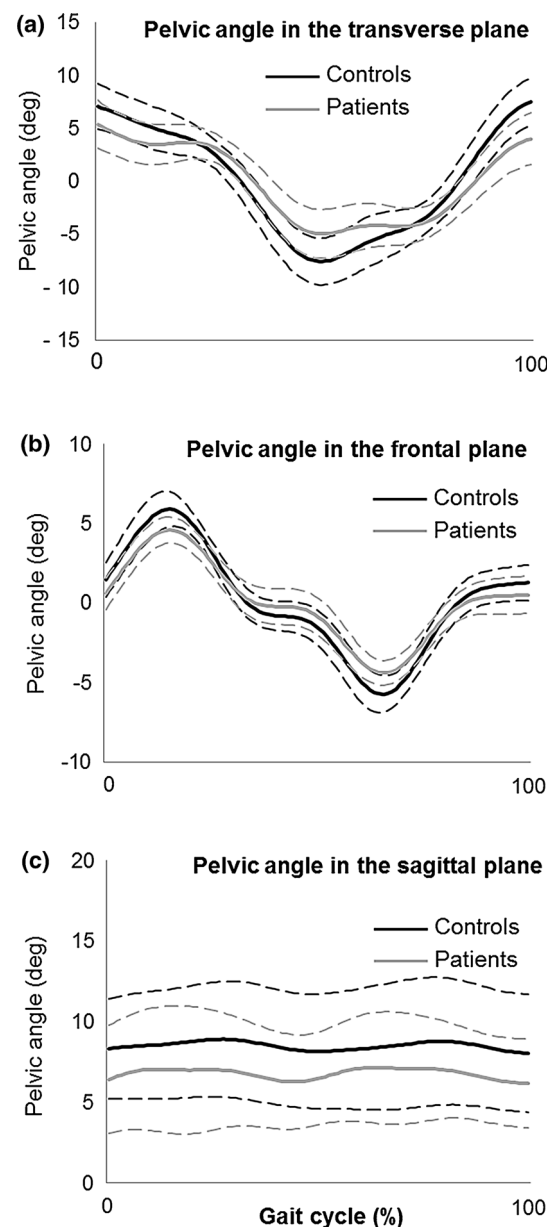 (a)
Pelvic angle in the transverse plane
Controls
Patients
Pelvic angle (deg)
15
10
5
0
-5
- 10
- 15
0
100
(b)
Pelvic angle in the frontal plane
Controls
Patients
Pelvic angle (deg)
10
5
0
-5
-10
0
100
(c)
Pelvic angle in the sagittal plane
Controls
Patients
Pelvic angle (deg)
20
15
10
5
0
0
100
Gait cycle (%)